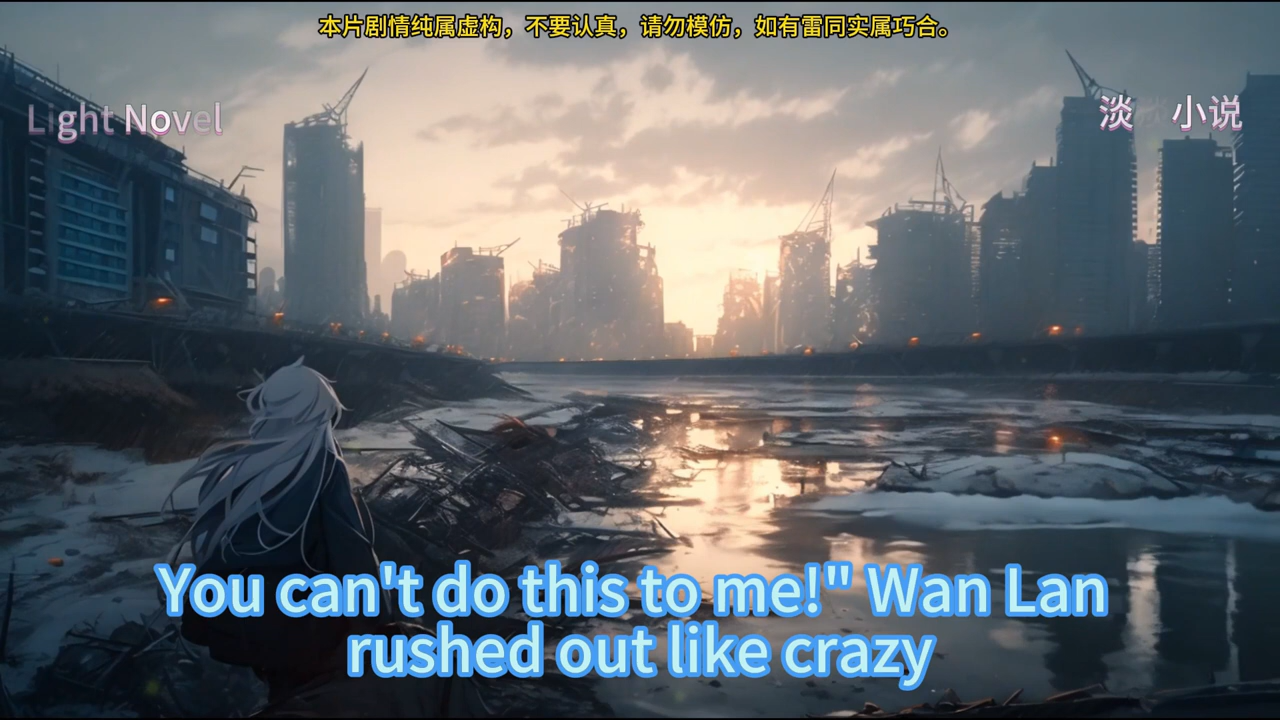 本片剧情纯属虚构，不要认真，请勿模仿，如有雷同实属巧合。
Light Novel
淡 小说
You can't do this to me!" Wan Lan
rushed out like crazy